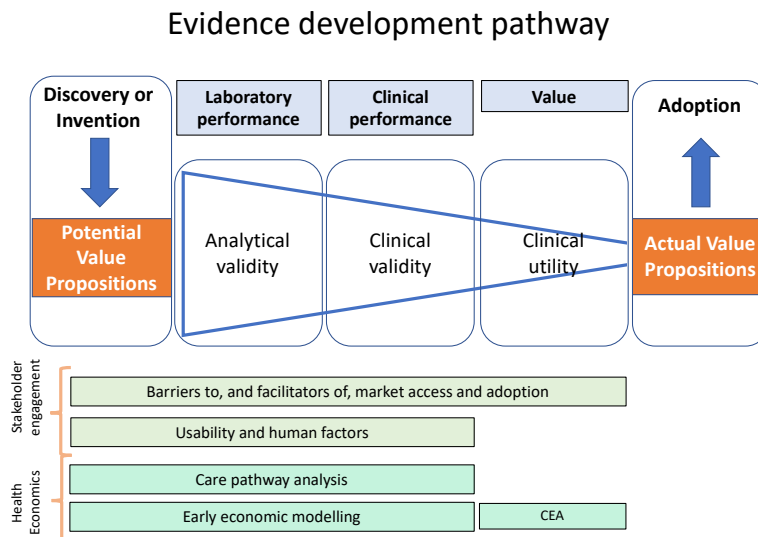 Evidence development pathway
Discovery or
Invention
Laboratory
performance
Clinical
performance
Value
Adoption
Potential
Value
Propositions
Analytical
validity
Clinical
validity
Clinical
utility
Actual Value
Propositions
Stakeholder
engagement
Barriers to, and facilitators of, market access and adoption
Usability and human factors
Health
Economics
Care pathway analysis
Early economic modelling
CEA